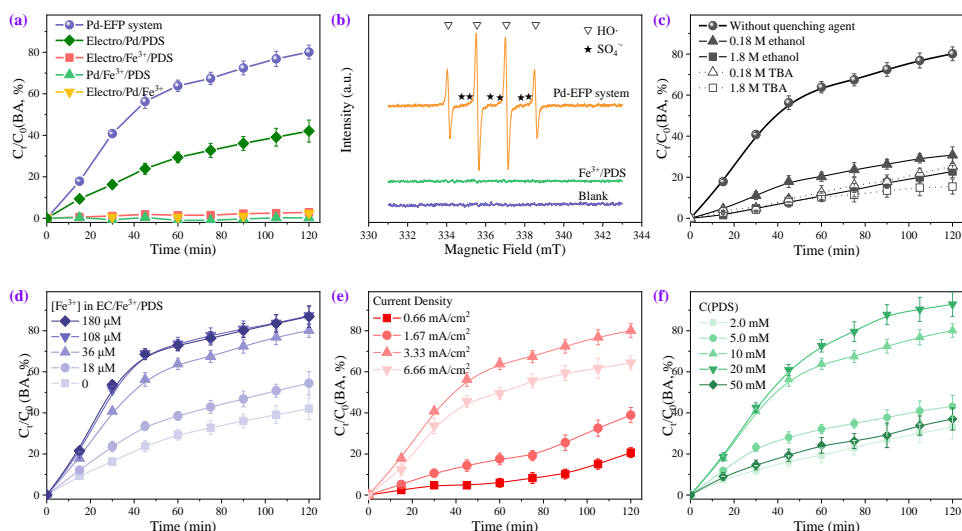 (a)
Pd-EFP system
Electro/Pd/PDS
Electro/Fe³⁺/PDS
Pd/Fe³⁺/PDS
Electro/Pd/Fe³⁺
Cₜ/C₀(BA, %)
80
60
40
20
0
0 20 40 60 80 100 120
Time (min)
(b)
HO·
SO₄·⁻
Pd-EFP system
Fe³⁺/PDS
Blank
Intensity (a.u.)
330 332 334 336 338 340 342 344
Magnetic Field (mT)
(c)
Without quenching agent
0.18 M ethanol
1.8 M ethanol
0.18 M TBA
1.8 M TBA
Cₜ/C₀(BA, %)
80
60
40
20
0
0 20 40 60 80 100 120
Time (min)
(d)
[Fe³⁺] in EC/Fe³⁺/PDS
180 μM
108 μM
36 μM
18 μM
0
Cₜ/C₀(BA, %)
80
60
40
20
0
0 20 40 60 80 100 120
Time (min)
(e)
Current Density
0.66 mA/cm²
1.67 mA/cm²
3.33 mA/cm²
6.66 mA/cm²
Cₜ/C₀(BA, %)
80
60
40
20
0
0 20 40 60 80 100 120
Time (min)
(f)
C(PDS)
2.0 mM
5.0 mM
10 mM
20 mM
50 mM
Cₜ/C₀(BA, %)
80
60
40
20
0
0 20 40 60 80 100 120
Time (min)